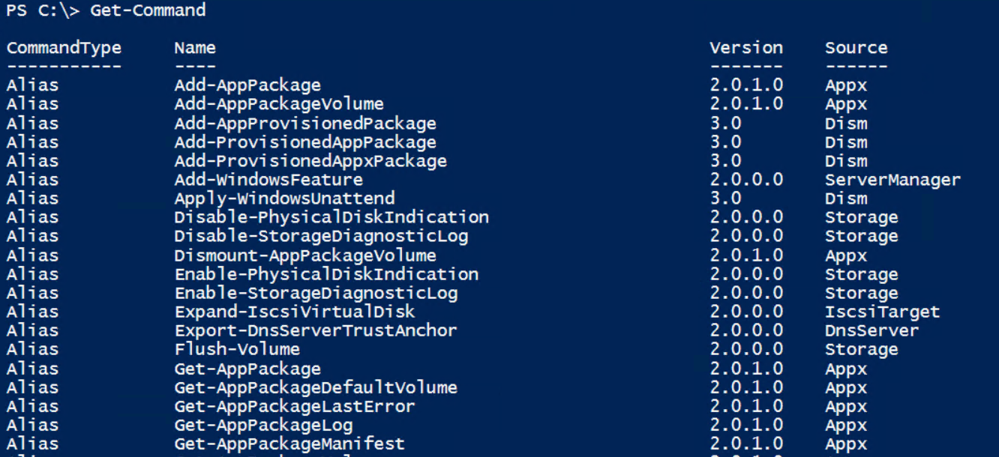 PS C:\> Get-Command
CommandType Name Version Source
----------- ---- ------- ------
Alias Add-AppPackage 2.0.1.0 Appx
Alias Add-AppPackageVolume 2.0.1.0 Appx
Alias Add-AppProvisionedPackage 3.0 Dism
Alias Add-ProvisionedAppPackage 3.0 Dism
Alias Add-ProvisionedAppxPackage 3.0 Dism
Alias Add-WindowsFeature 2.0.0.0 ServerManager
Alias Apply-WindowsUnattend 3.0 Dism
Alias Disable-PhysicalDiskIndication 2.0.0.0 Storage
Alias Disable-StorageDiagnosticLog 2.0.0.0 Storage
Alias Dismount-AppPackageVolume 2.0.1.0 Appx
Alias Enable-PhysicalDiskIndication 2.0.0.0 Storage
Alias Enable-StorageDiagnosticLog 2.0.0.0 Storage
Alias Expand-IscsiVirtualDisk 2.0.0.0 IscsiTarget
Alias Export-DnsServerTrustAnchor 2.0.0.0 DnsServer
Alias Flush-Volume 2.0.0.0 Storage
Alias Get-AppPackage 2.0.1.0 Appx
Alias Get-AppPackageDefaultVolume 2.0.1.0 Appx
Alias Get-AppPackageLastError 2.0.1.0 Appx
Alias Get-AppPackageLog 2.0.1.0 Appx
Alias Get-AppPackageManifest 2.0.1.0 Appx